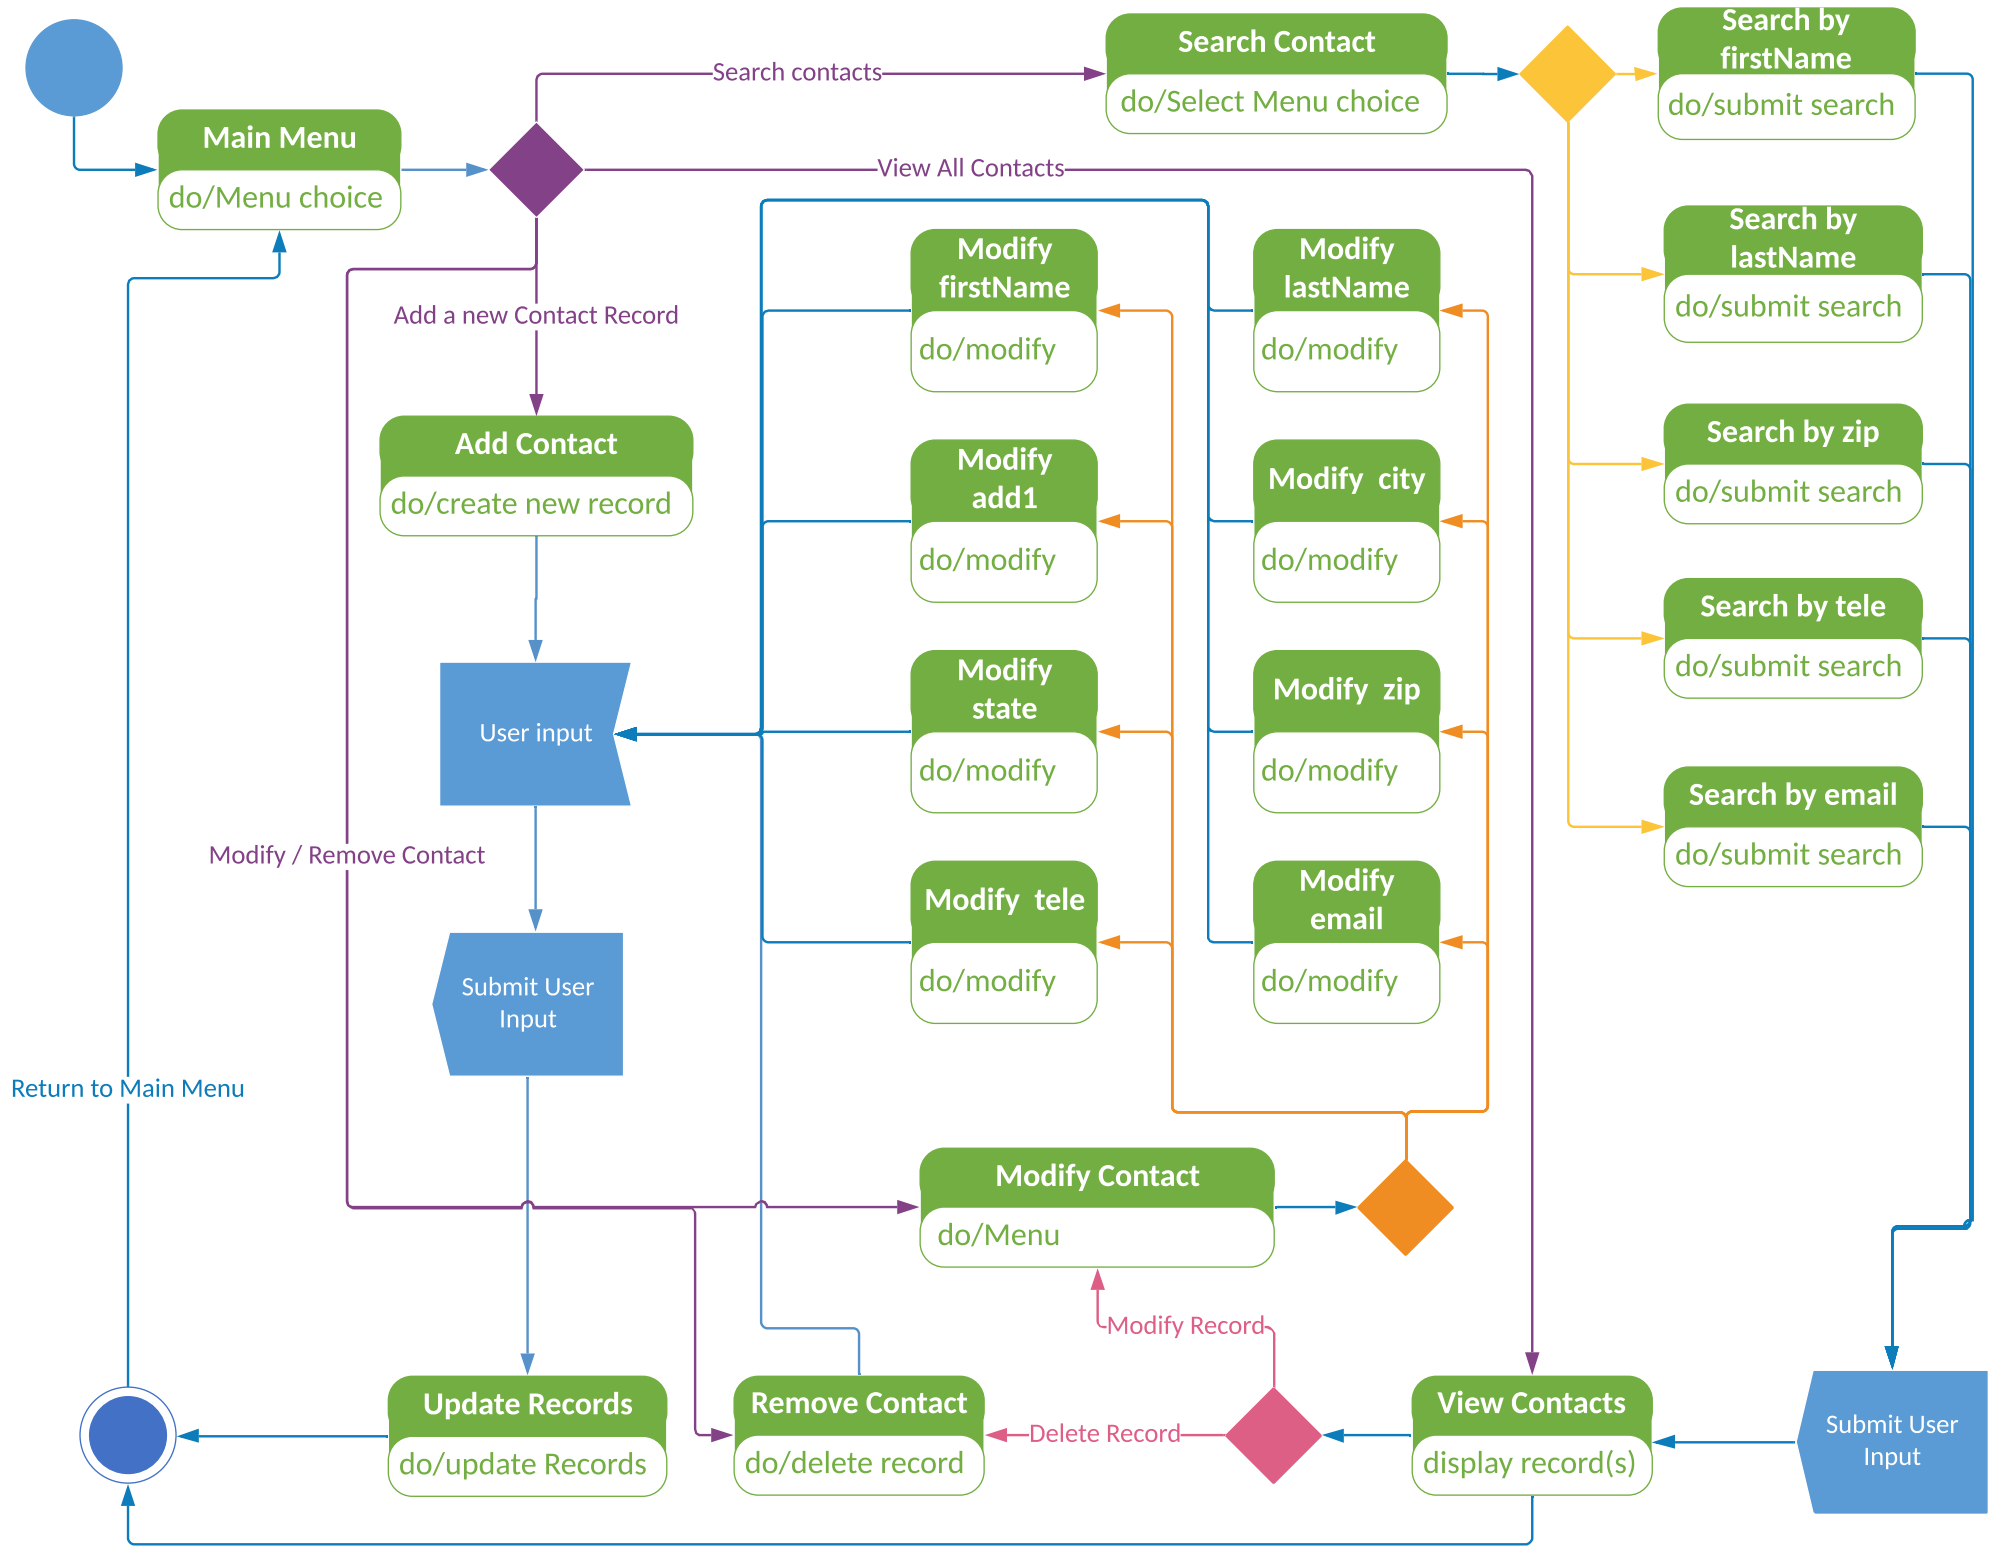 Search Contact
do/Select Menu choice
Search by
firstName
do/submit search
Search contacts
Main Menu
do/Menu choice
View All Contacts
Search by
lastName
do/submit search
Modify
firstName
do/modify
Modify
lastName
do/modify
Add a new Contact Record
Add Contact
do/create new record
Modify
add1
do/modify
Modify  city
do/modify
Search by zip
do/submit search
Search by tele
do/submit search
User input
Modify
state
do/modify
Modify  zip
do/modify
Search by email
do/submit search
Modify / Remove Contact
Modify  tele
do/modify
Modify
email
do/modify
Submit User
Input
Return to Main Menu
Modify Contact
do/Menu
Modify Record
Update Records
do/update Records
Remove Contact
do/delete record
Delete Record
View Contacts
display record(s)
Submit User
Input